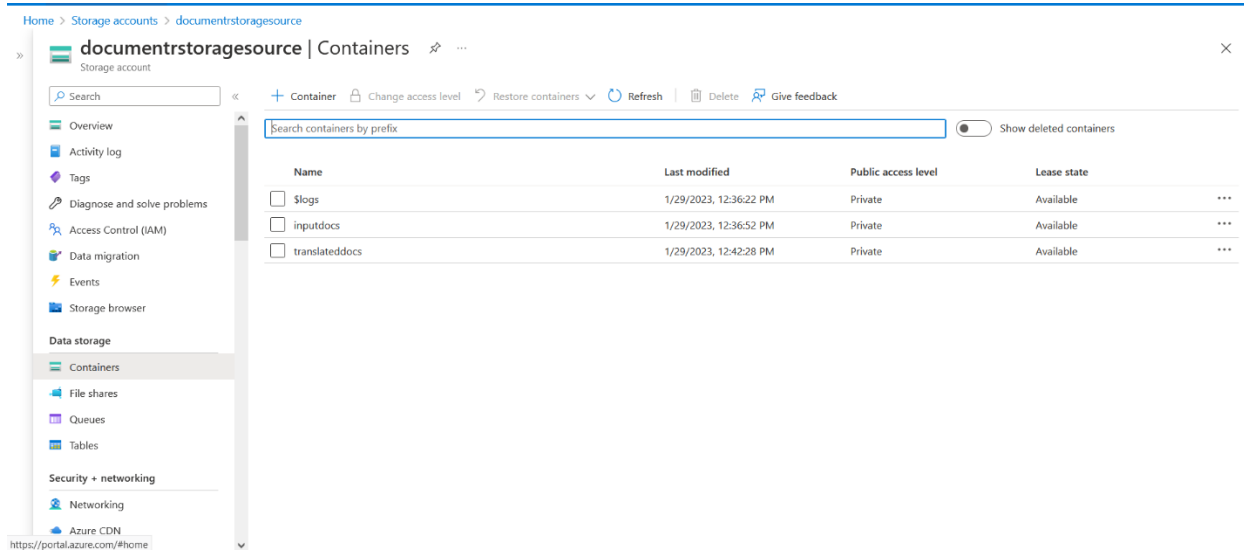 Home > Storage accounts > documentrstoragesource
documentrstoragesource | Containers ...
Storage account
Search
+ Container Change access level Restore containers Refresh Delete Give feedback
Search containers by prefix
Show deleted containers
Overview
Activity log
Tags
Diagnose and solve problems
Access Control (IAM)
Data migration
Events
Storage browser
Data storage
Containers
File shares
Queues
Tables
Security + networking
Networking
Azure CDN
https://portal.azure.com/#home
Name Last modified Public access level Lease state
$logs 1/29/2023, 12:36:22 PM Private Available ...
inputdocs 1/29/2023, 12:36:52 PM Private Available ...
translateddocs 1/29/2023, 12:42:28 PM Private Available ...